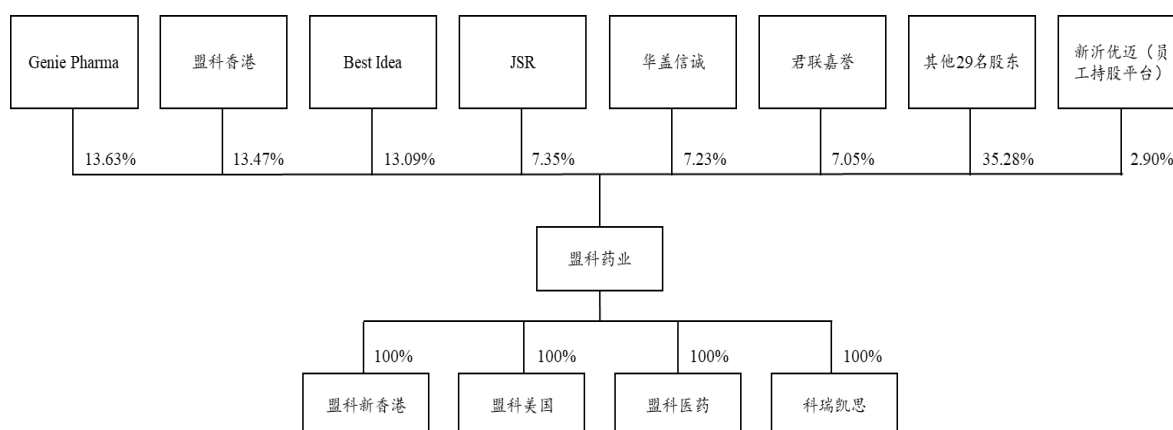 Genie Pharma
盟科香港
Best Idea
JSR
华盖信诚
君联嘉誉
其他29名股东
新沂优迈（员
工持股平台）
13.63%
13.47%
13.09%
7.35%
7.23%
7.05%
35.28%
2.90%
盟科药业
100%
100%
100%
100%
盟科新香港
盟科美国
盟科医药
科瑞凯思